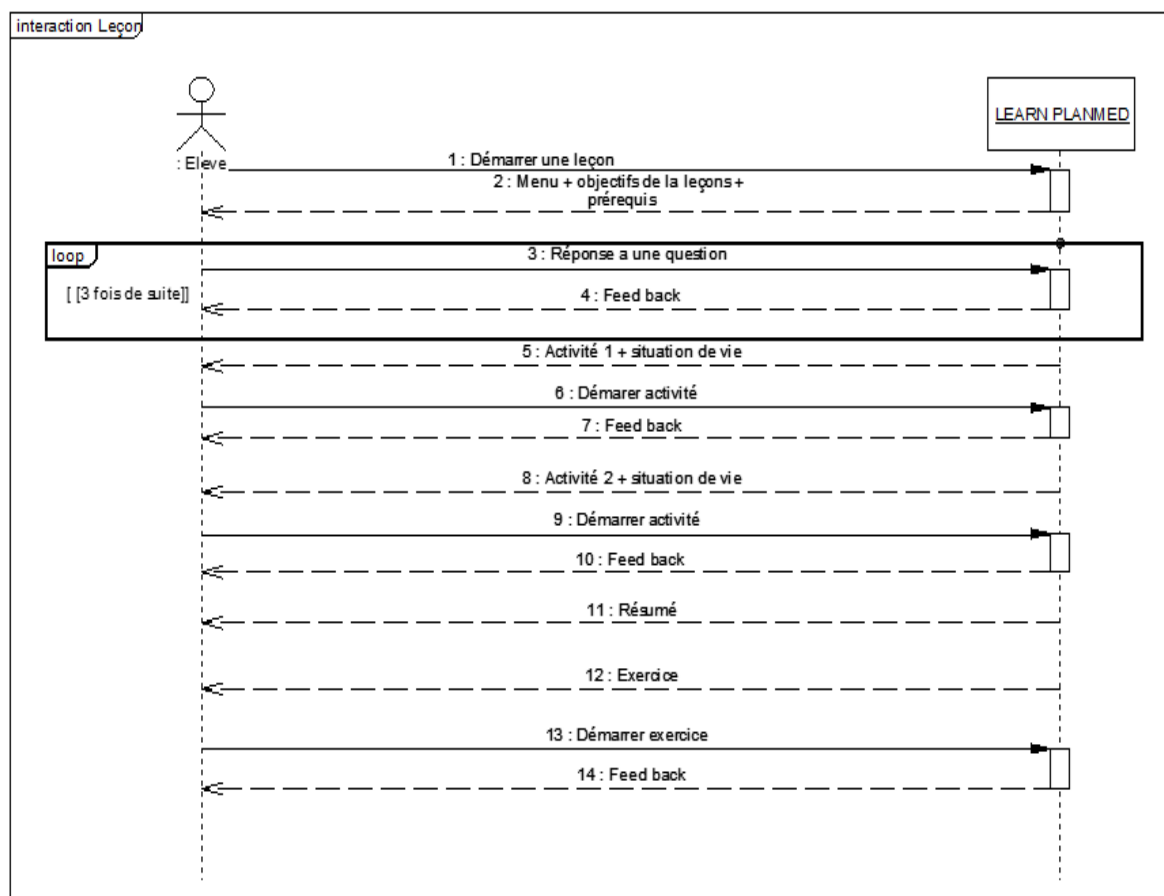 interaction Leçon
LEARN PLANMED
: Eleve
1 : Démarrer une leçon
2 : Menu + objectifs de la leçons +
prérequis
loop
3 : Réponse a une question
[ [3 fois de suite]]
4 : Feed back
5 : Activité 1 + situation de vie
6 : Démarer activité
7 : Feed back
8 : Activité 2 + situation de vie
9 : Démarrer activité
10 : Feed back
11 : Résumé
12 : Exercice
13 : Démarrer exercice
14 : Feed back